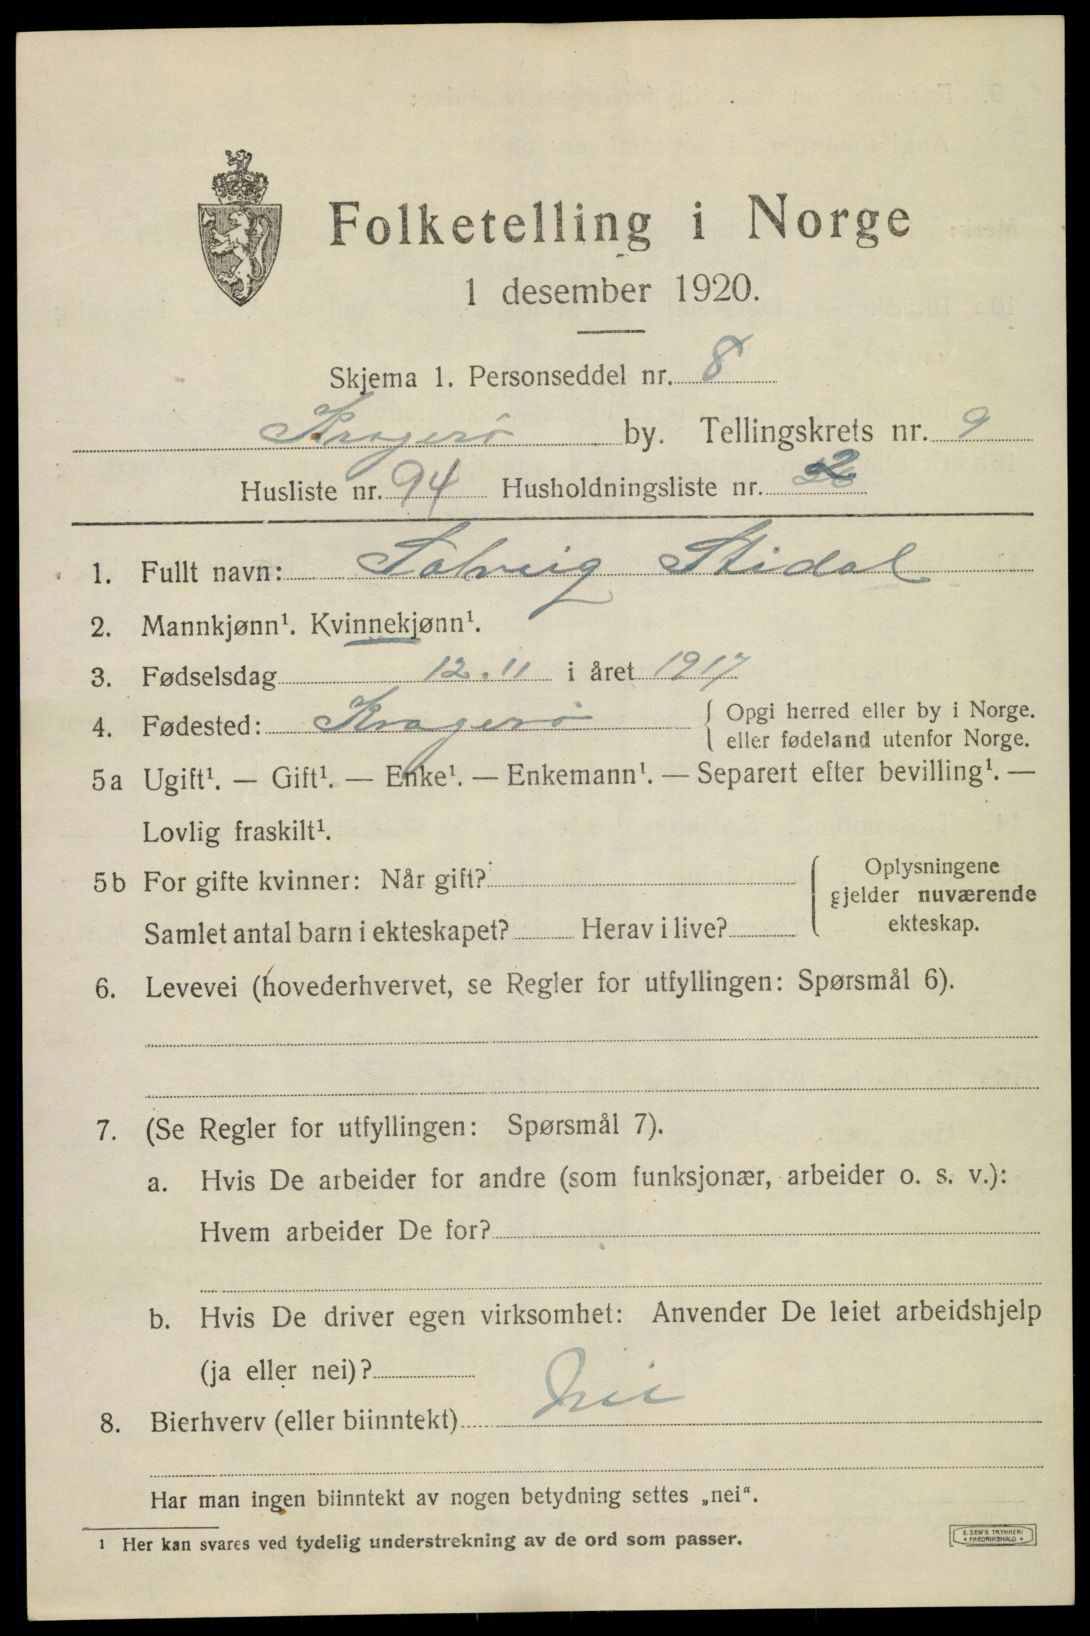 Folketelling i Norge
1 desember 1920.
Skjema 1. Personseddel nr. 8
Kragerö by. Tellingskrets nr. 9
Husliste nr. 94 Husholdningsliste nr. 2
1. Fullt navn: Solveig Stidal
2. Mannkjønn¹. Kvinnekjønn¹.
3. Fødselsdag 12.11 i året 1917
4. Fødested: Kragerö { Opgi herred eller by i Norge.
eller fødeland utenfor Norge.
5a Ugift¹. — Gift¹. — Enke¹. — Enkemann¹. — Separert efter bevilling¹. —
Lovlig fraskilt¹.
5b For gifte kvinner: Når gift?
Oplysningene
gjelder nuværende
ekteskap.
Samlet antal barn i ekteskapet? Herav i live?
6. Levevei (hovederhvervet, se Regler for utfyllingen: Spørsmål 6).
7. (Se Regler for utfyllingen: Spørsmål 7).
a. Hvis De arbeider for andre (som funksjonær, arbeider o. s. v.):
Hvem arbeider De for?
b. Hvis De driver egen virksomhet: Anvender De leiet arbeidshjelp
(ja eller nei)?
8. Bierhverv (eller biinntekt) Nei
Har man ingen biinntekt av nogen betydning settes „nei“.
¹ Her kan svares ved tydelig understrekning av de ord som passer.
E. SEM'S TRYKKERI
• FREDRIKSHALD •